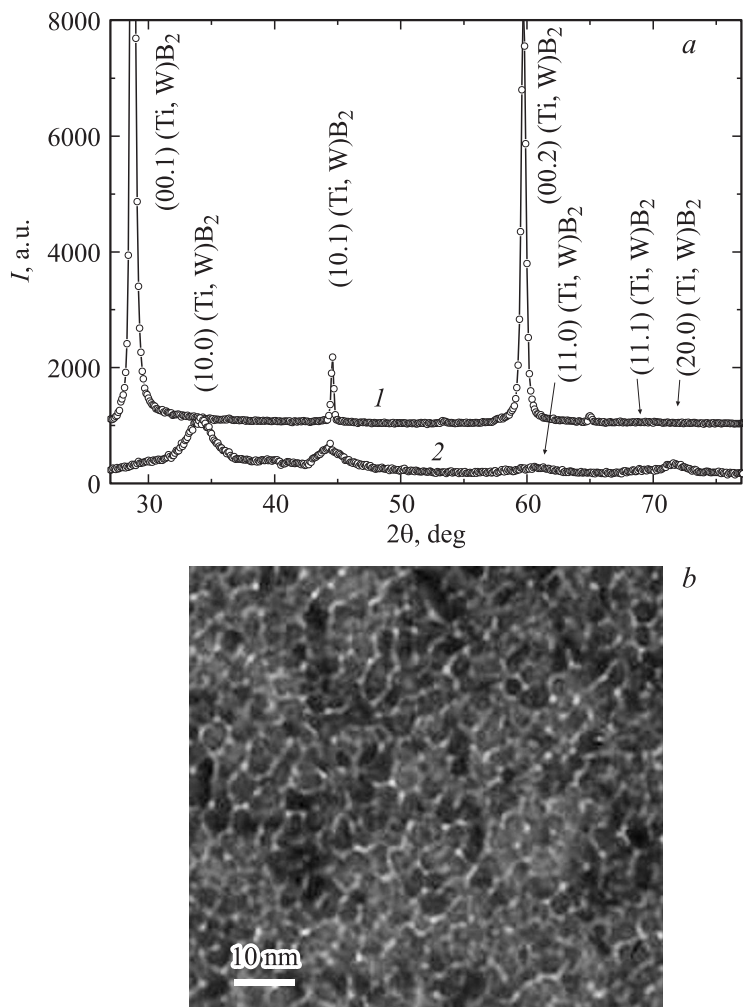 8000
6000
4000
2000
0
I, a.u.
a
(00.1) (Ti, W)B₂
(10.0) (Ti, W)B₂
(10.1) (Ti, W)B₂
(00.2) (Ti, W)B₂
(11.0) (Ti, W)B₂
(11.1) (Ti, W)B₂
(20.0) (Ti, W)B₂
1
2
30 40 50 60 70
2θ, deg
b
10 nm